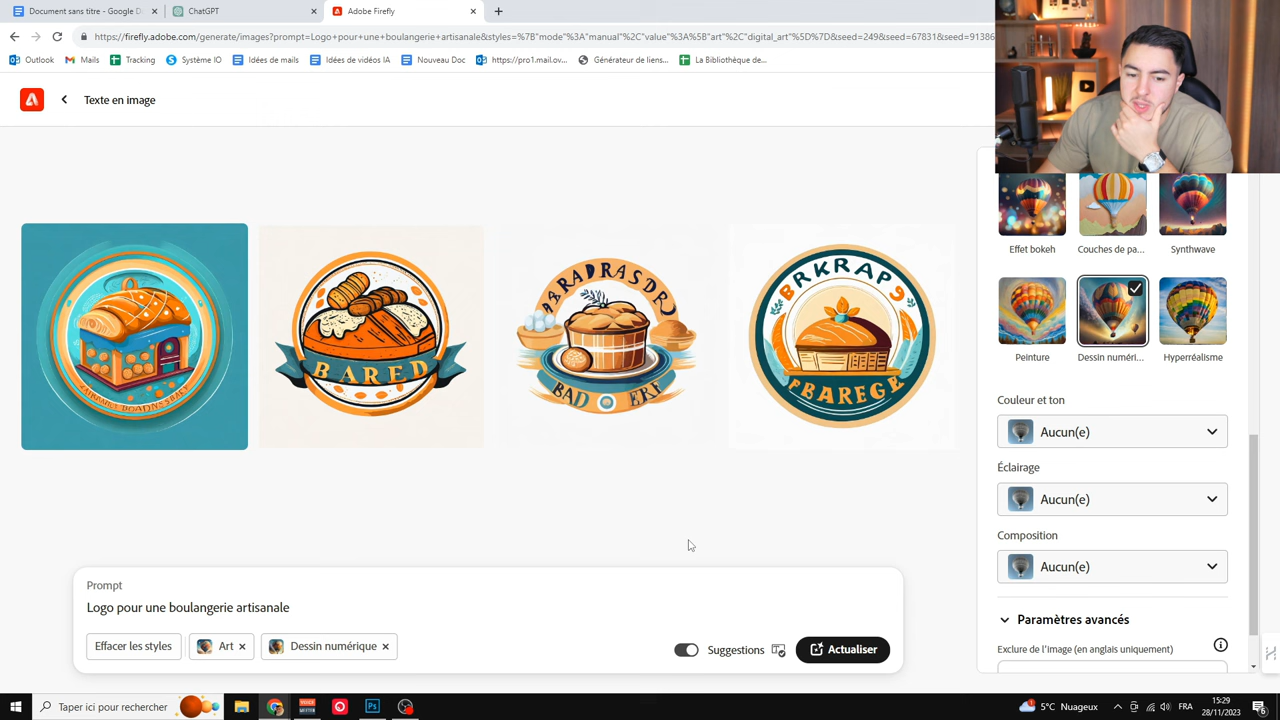 Document sans titre - Google D
ChatGPT
Adobe Firefly
https://firefly.adobe.com/generate/images?prompt=Logo+pour+une+boulangerie+artisanale&styles=%7B"mode"%3A"manual"%2C"value"%3A%5B"art"%2C"digital_art"%5D%7D&seed=249&seed=67831&seed=91386
Outlook
Mails
Tracking
Système IO
Idées de mails
Idées de vidéos IA
Nouveau Doc
https://pro1.mail.ov...
Générateur de liens...
La Bibliothèque de...
Texte en image
Effet bokeh
Couches de pa...
Synthwave
BARED
BAD
BRKRAP
BAREGE
Peinture
Dessin numéri...
Hyperréalisme
Couleur et ton
Aucun(e)
Éclairage
Aucun(e)
Composition
Aucun(e)
Prompt
Logo pour une boulangerie artisanale
Effacer les styles
Art
Dessin numérique
Suggestions
Actualiser
Paramètres avancés
Exclure de l'image (en anglais uniquement)
Taper ici pour rechercher
5°C Nuageux
FRA
15:29
28/11/2023